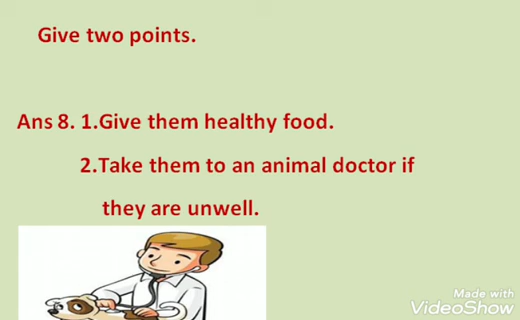 Give two points.
Ans 8. 1.Give them healthy food.
2.Take them to an animal doctor if
they are unwell.
Made with
VideoShow